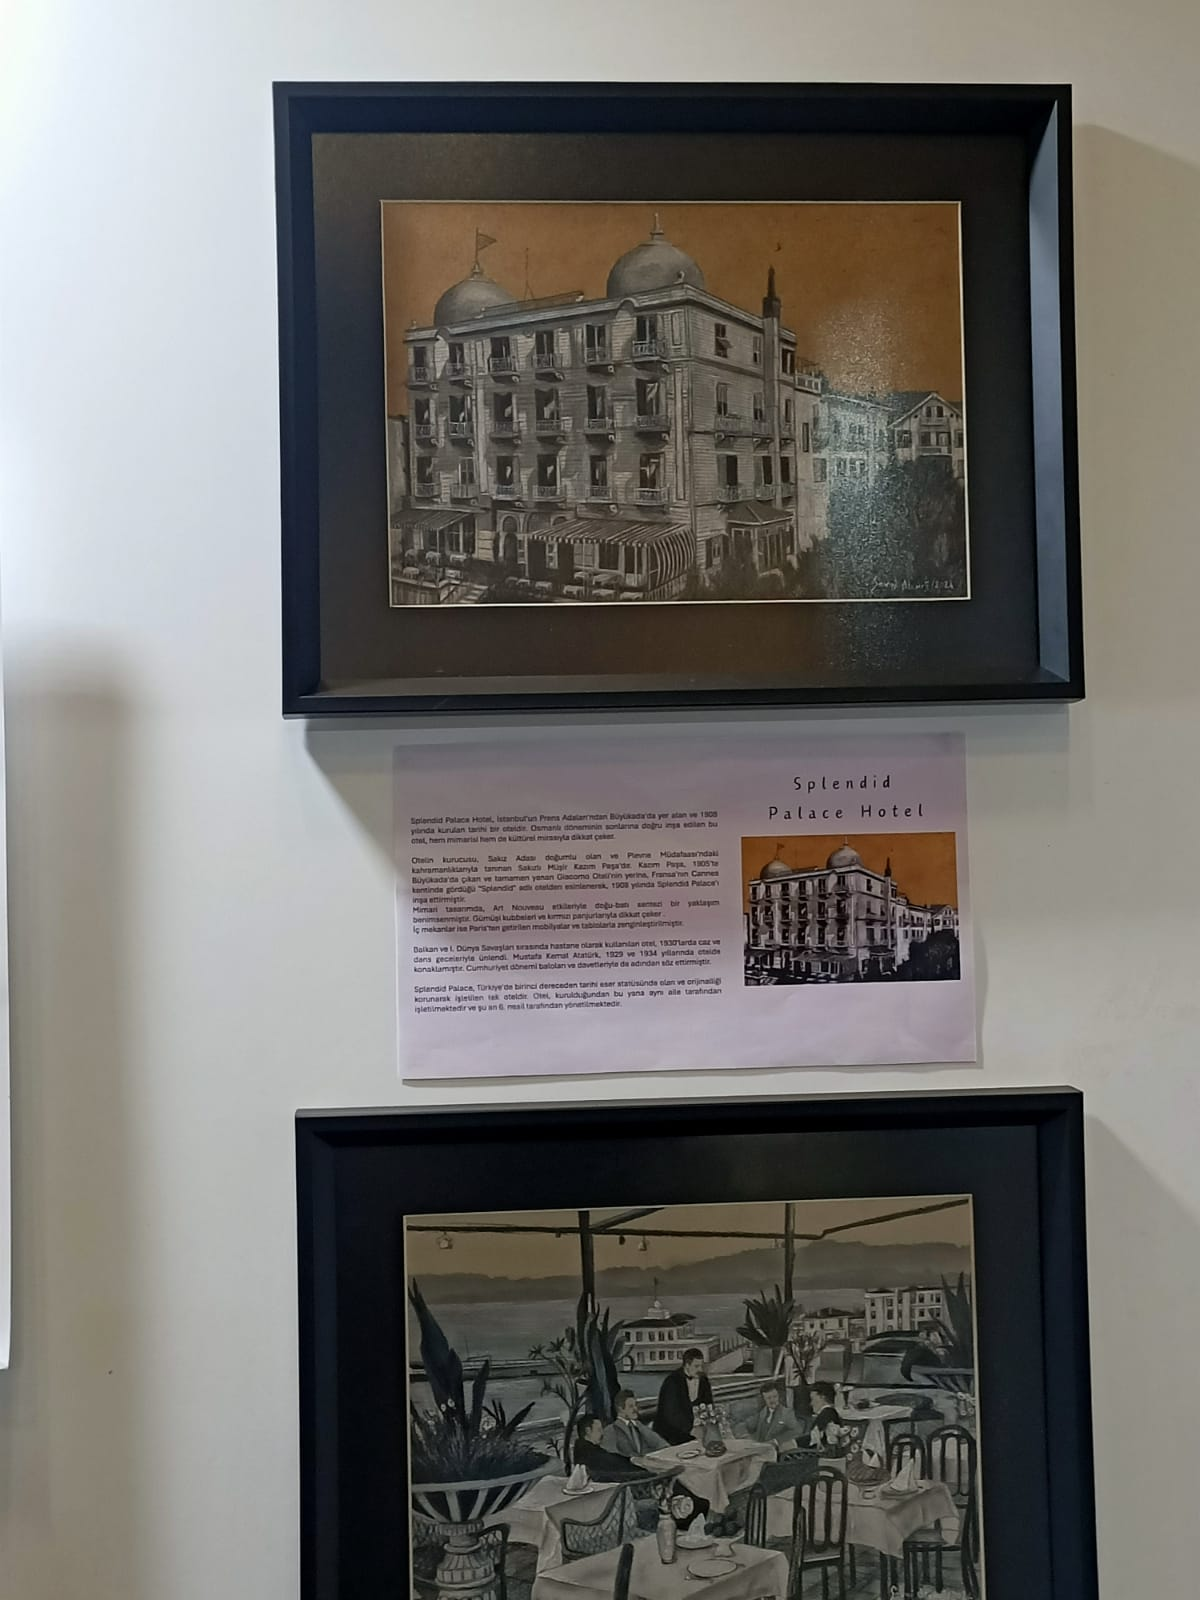 Splendid
Palace Hotel
Splendid Palace Hotel, İstanbul'un Prens Adaları'ndan Büyükada'da yer alan ve 1908
yılında kurulan tarihi bir oteldir. Osmanlı döneminin sonlarına doğru inşa edilen bu
otel, hem mimarisi hem de kültürel mirasıyla dikkat çeker.
Otelin kurucusu, Sakız Adası doğumlu olan ve Plevne Müdafaası'ndaki
kahramanlıklarıyla tanınan Sakızlı Müşir Kazım Paşa'dır. Kazım Paşa, 1905'te
Büyükada'da çıkan ve tamamen yanan Giacomo Oteli'nin yerine, Fransa'nın Cannes
kentinde gördüğü "Splendid" adlı otelden esinlenerek, 1908 yılında Splendid Palace'ı
inşa ettirmiştir.
Mimari tasarımda, Art Nouveau etkileriyle doğu-batı sentezi bir yaklaşım
benimsenmiştir. Gümüşi kubbeleri ve kırmızı panjurlarıyla dikkat çeker .
İç mekanlar ise Paris'ten getirilen mobilyalar ve tablolarla zenginleştirilmiştir.
Balkan ve I. Dünya Savaşları sırasında hastane olarak kullanılan otel, 1930'larda caz ve
dans geceleriyle ünlendi. Mustafa Kemal Atatürk, 1929 ve 1934 yıllarında otelde
konaklamıştır. Cumhuriyet dönemi baloları ve davetleriyle de adından söz ettirmiştir.
Splendid Palace, Türkiye'de birinci dereceden tarihi eser statüsünde olan ve orijinalliği
korunarak işletilen tek oteldir. Otel, kurulduğundan bu yana aynı aile tarafından
işletilmektedir ve şu an 6. nesil tarafından yönetilmektedir.